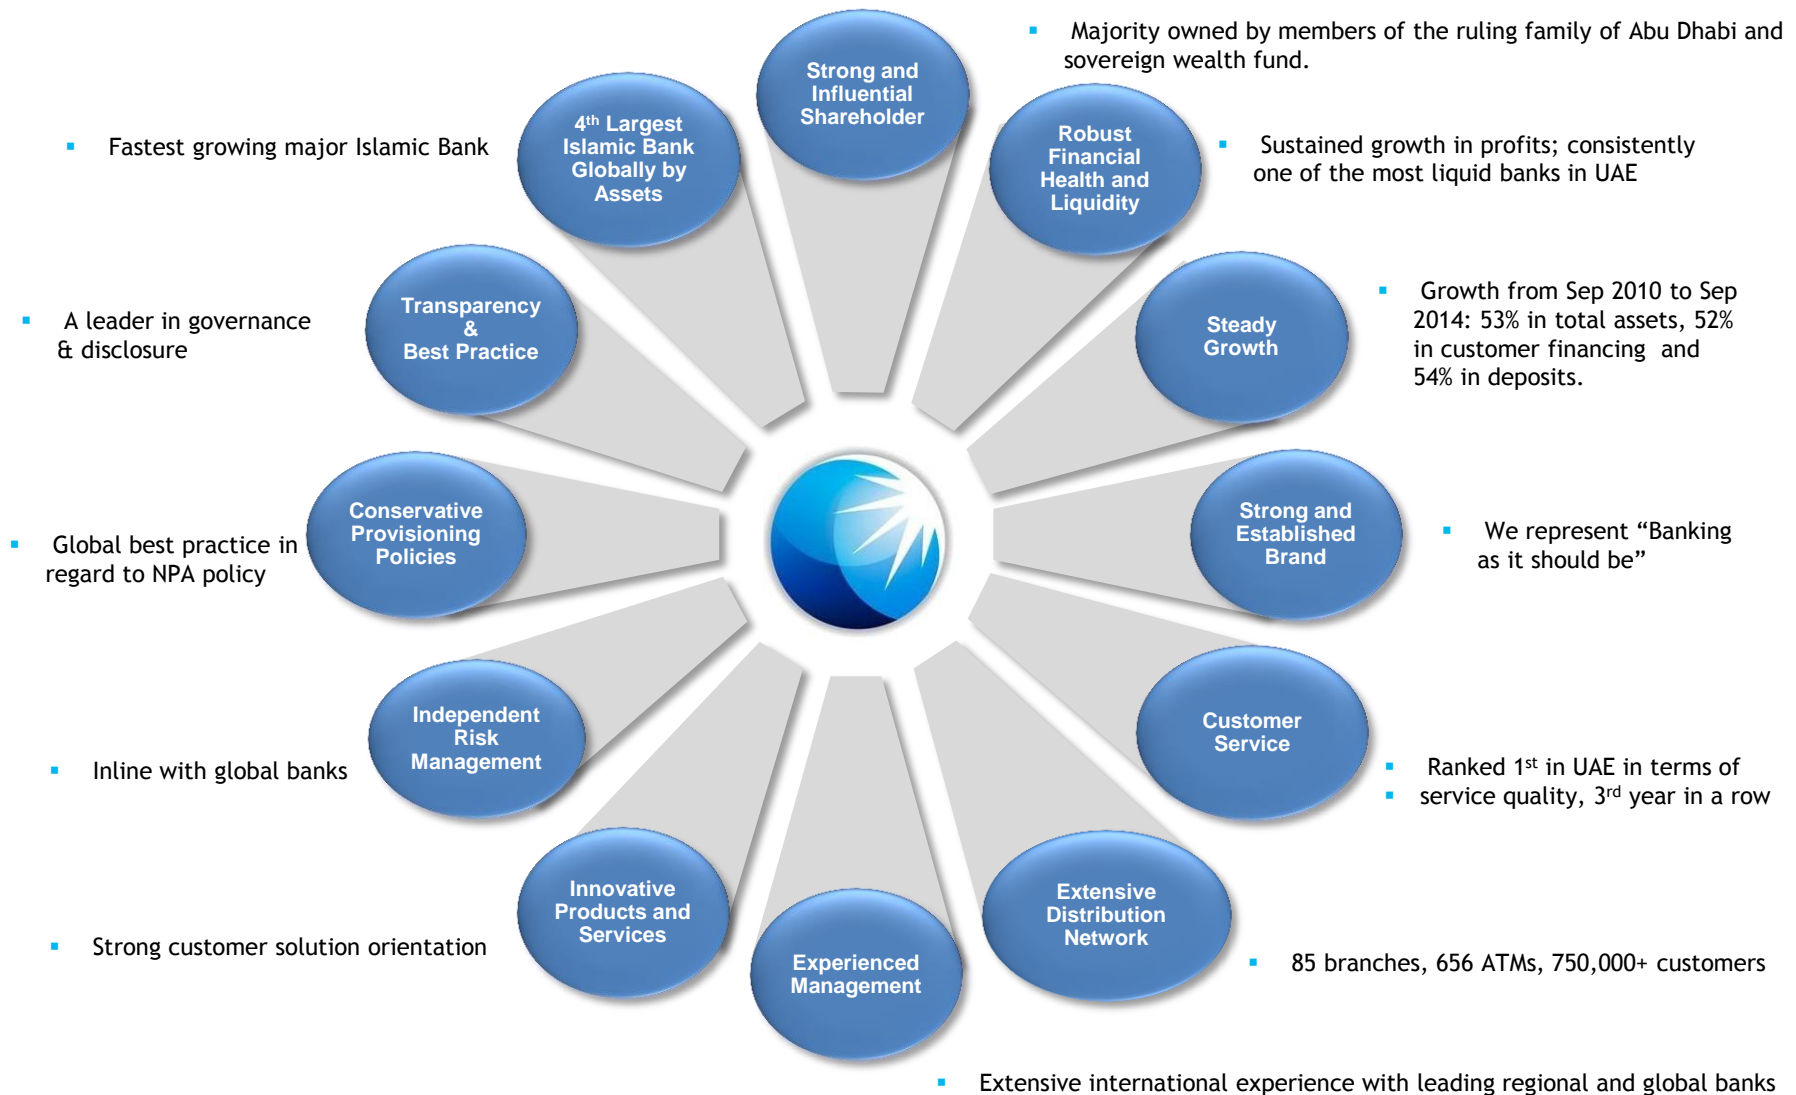 Strong and
Influential
Shareholder
▪ Majority owned by members of the ruling family of Abu Dhabi and
sovereign wealth fund.
Robust
Financial
Health and
Liquidity
▪ Sustained growth in profits; consistently
one of the most liquid banks in UAE
Steady
Growth
▪ Growth from Sep 2010 to Sep
2014: 53% in total assets, 52%
in customer financing and
54% in deposits.
Strong and
Established
Brand
▪ We represent “Banking
as it should be”
Customer
Service
▪ Ranked 1st in UAE in terms of
▪ service quality, 3rd year in a row
Extensive
Distribution
Network
▪ 85 branches, 656 ATMs, 750,000+ customers
Experienced
Management
▪ Extensive international experience with leading regional and global banks
Innovative
Products and
Services
▪ Strong customer solution orientation
Independent
Risk
Management
▪ Inline with global banks
Conservative
Provisioning
Policies
▪ Global best practice in
regard to NPA policy
Transparency
&
Best Practice
▪ A leader in governance
& disclosure
4th Largest
Islamic Bank
Globally by
Assets
▪ Fastest growing major Islamic Bank